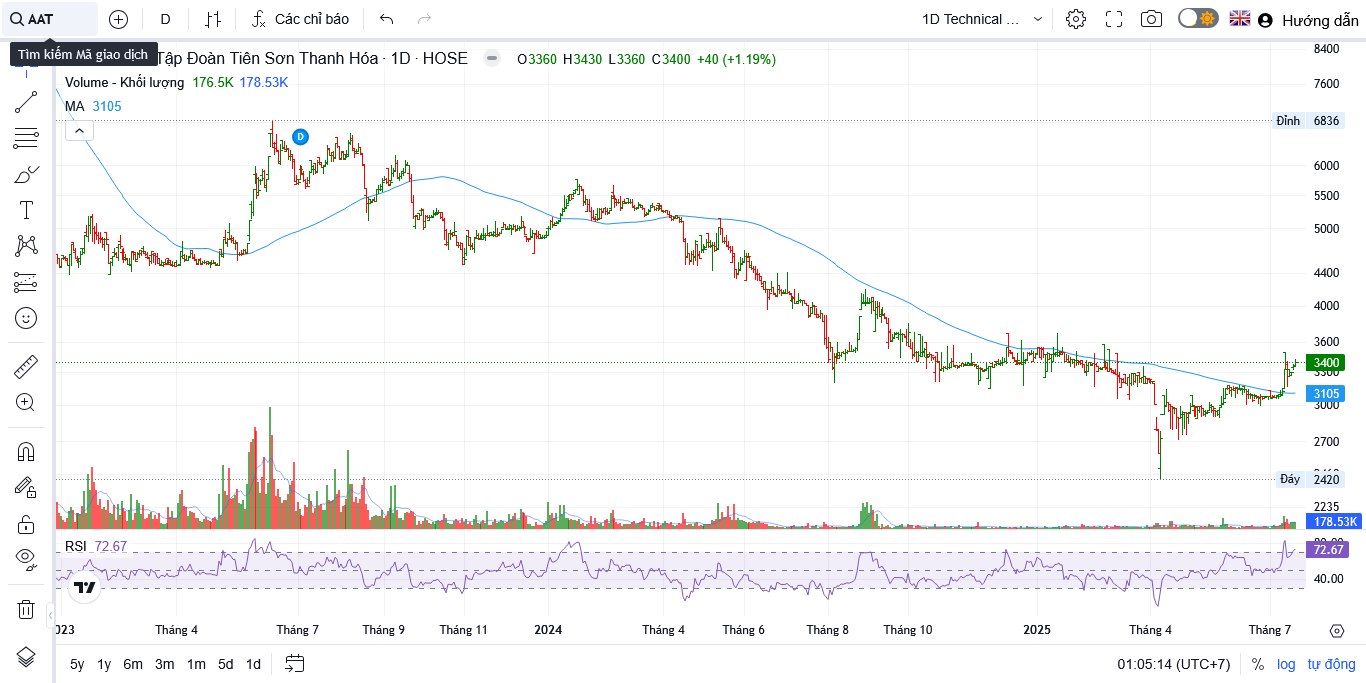 AAT
D
Các chỉ báo
1D Technical ...
Hướng dẫn
Tìm kiếm Mã giao dịch
Tập Đoàn Tiên Sơn Thanh Hóa · 1D · HOSE
O3360 H3430 L3360 C3400 +40 (+1.19%)
Volume - Khối lượng 176.5K 178.53K
MA 3105
D
8400
7600
Đỉnh 6836
6000
5500
5000
4400
4000
3600
3400
3300
3105
3000
2700
Đáy 2420
2235
178.53K
RSI 72.67
72.67
40.00
023
Tháng 4
Tháng 7
Tháng 9
Tháng 11
2024
Tháng 4
Tháng 6
Tháng 8
Tháng 10
2025
Tháng 4
Tháng 7
5y 1y 6m 3m 1m 5d 1d
01:05:14 (UTC+7)
% log tự động